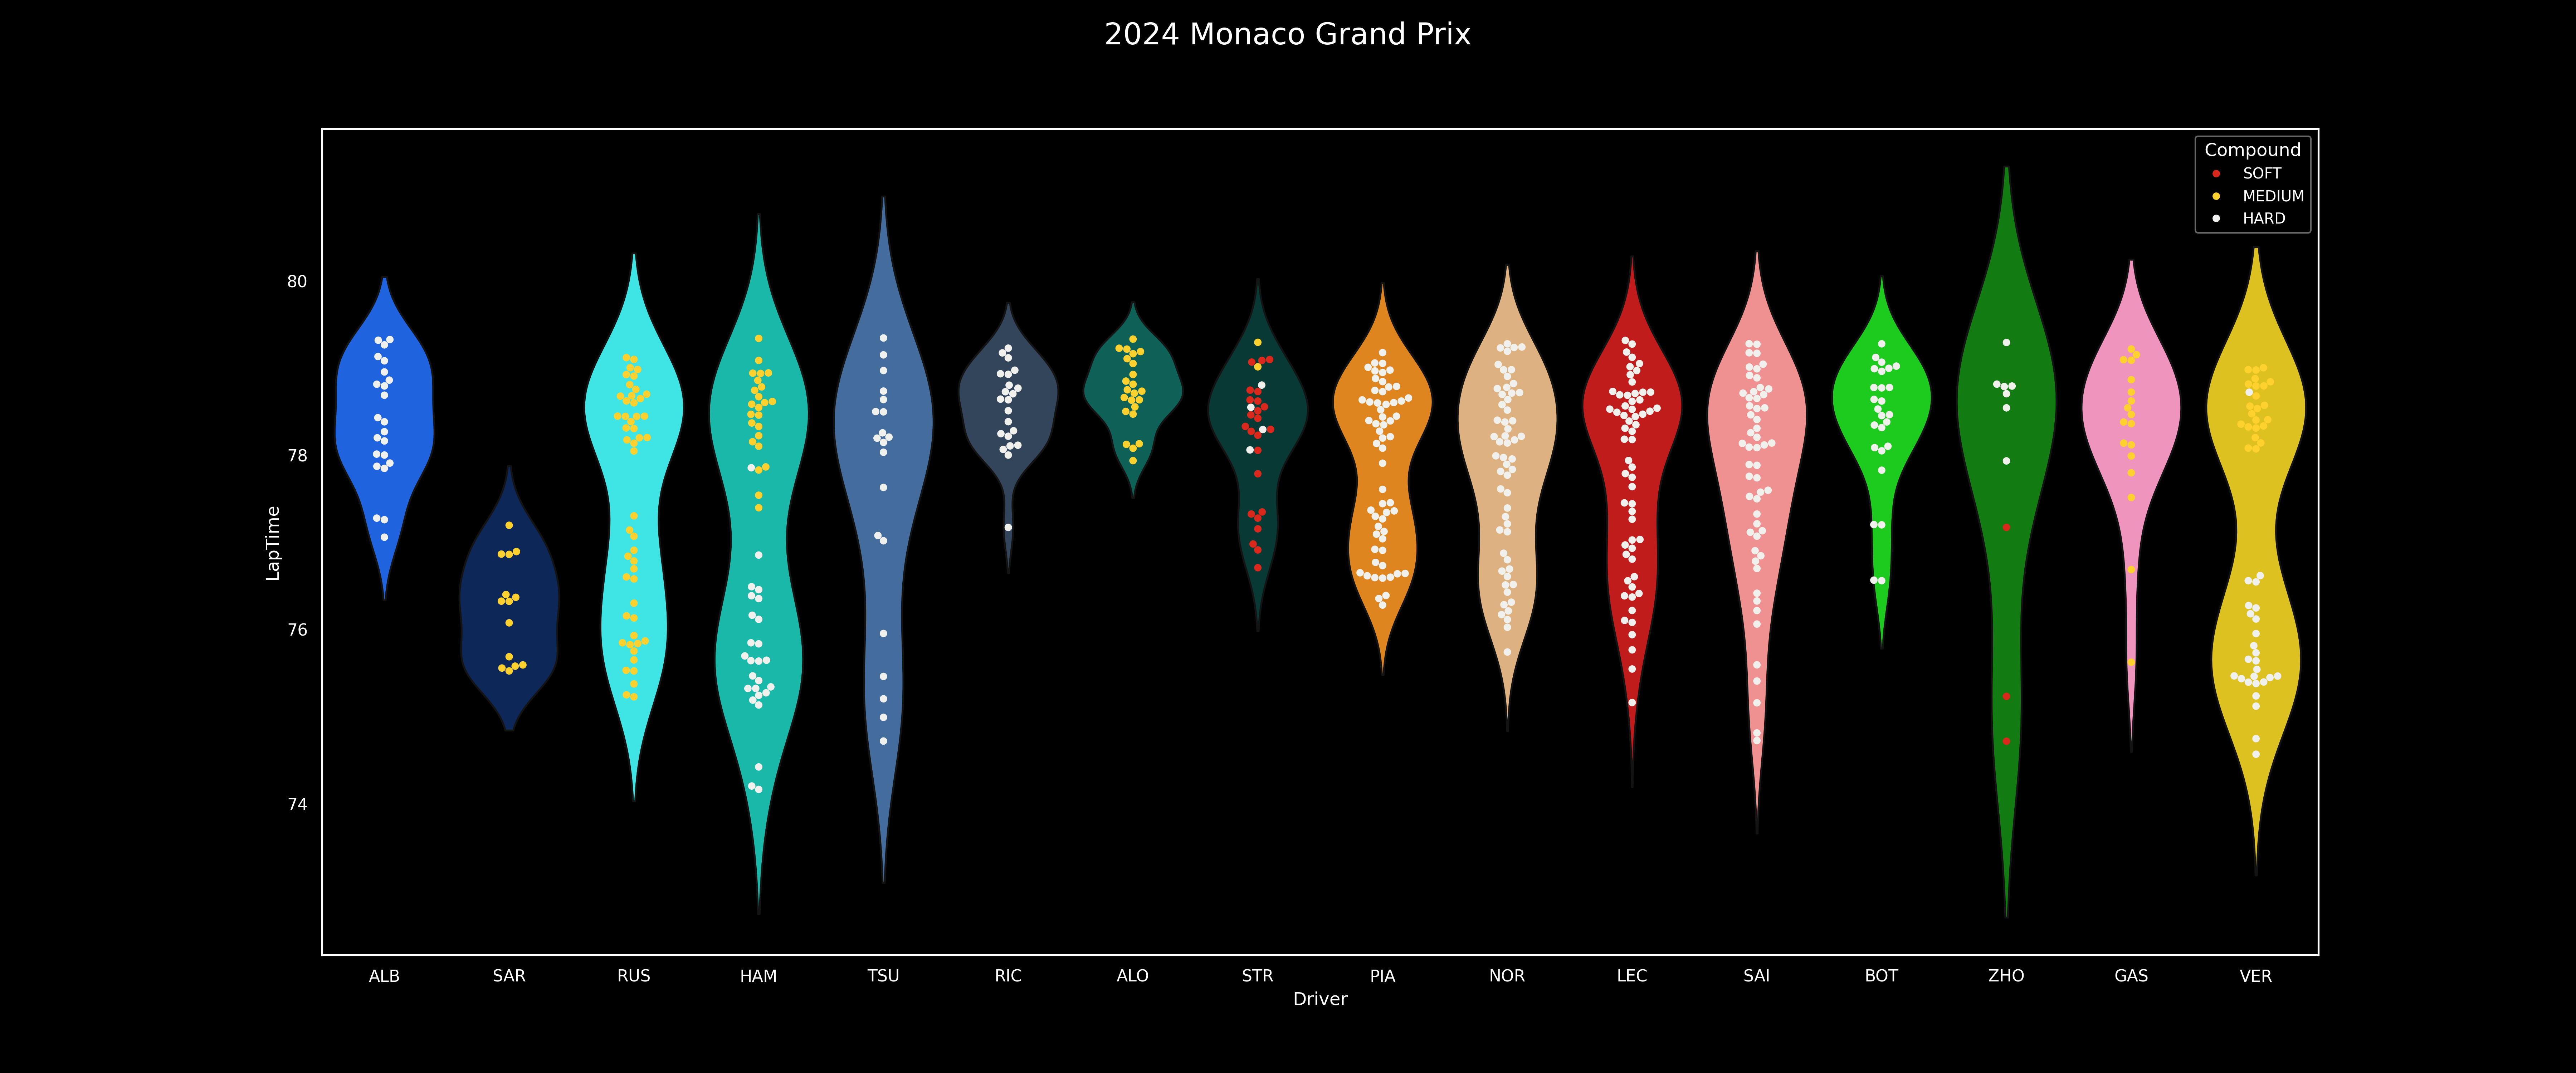 2024 Monaco Grand Prix
Compound
SOFT
MEDIUM
HARD
80
78
76
74
LapTime
ALB SAR RUS HAM TSU RIC ALO STR PIA NOR LEC SAI BOT ZHO GAS VER
Driver